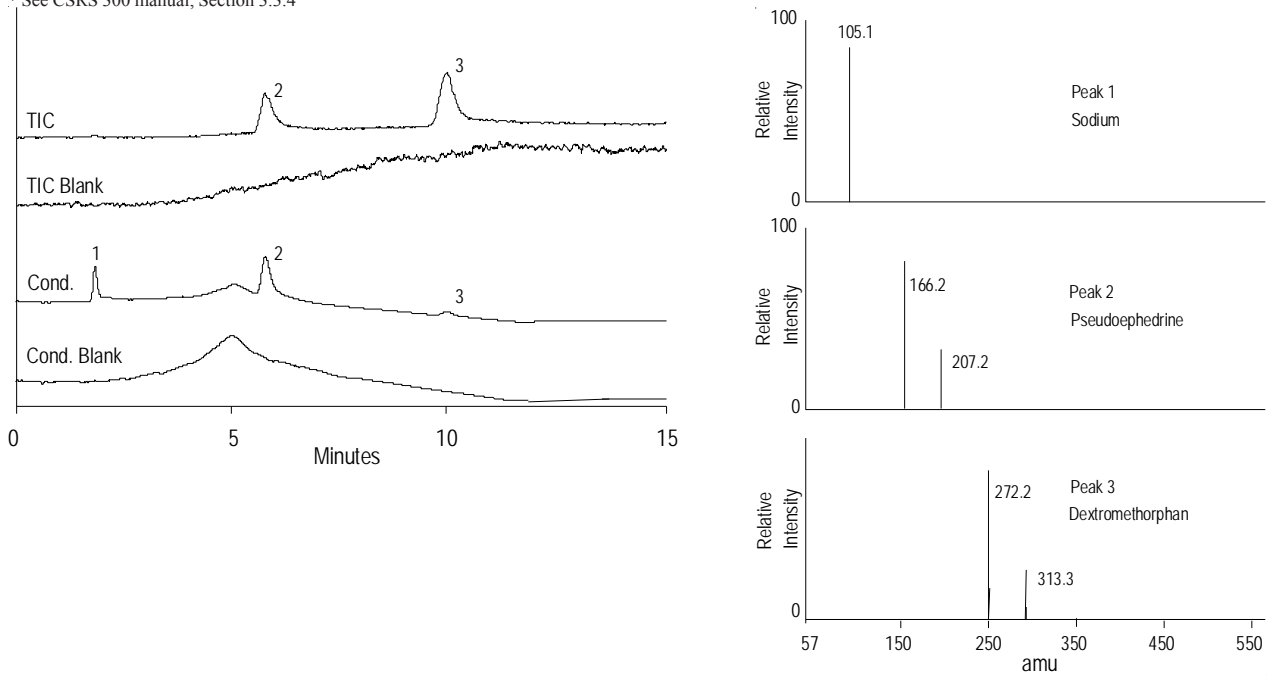 See CSRS 300 manual, Section 3.3.4
TIC
2
3
TIC Blank
Cond.
1
2
3
Cond. Blank
0
5
10
15
Minutes
100
Relative
Intensity
0
105.1
Peak 1
Sodium
100
Relative
Intensity
0
166.2
207.2
Peak 2
Pseudoephedrine
Relative
Intensity
0
272.2
313.3
Peak 3
Dextromethorphan
57
150
250
350
450
550
amu